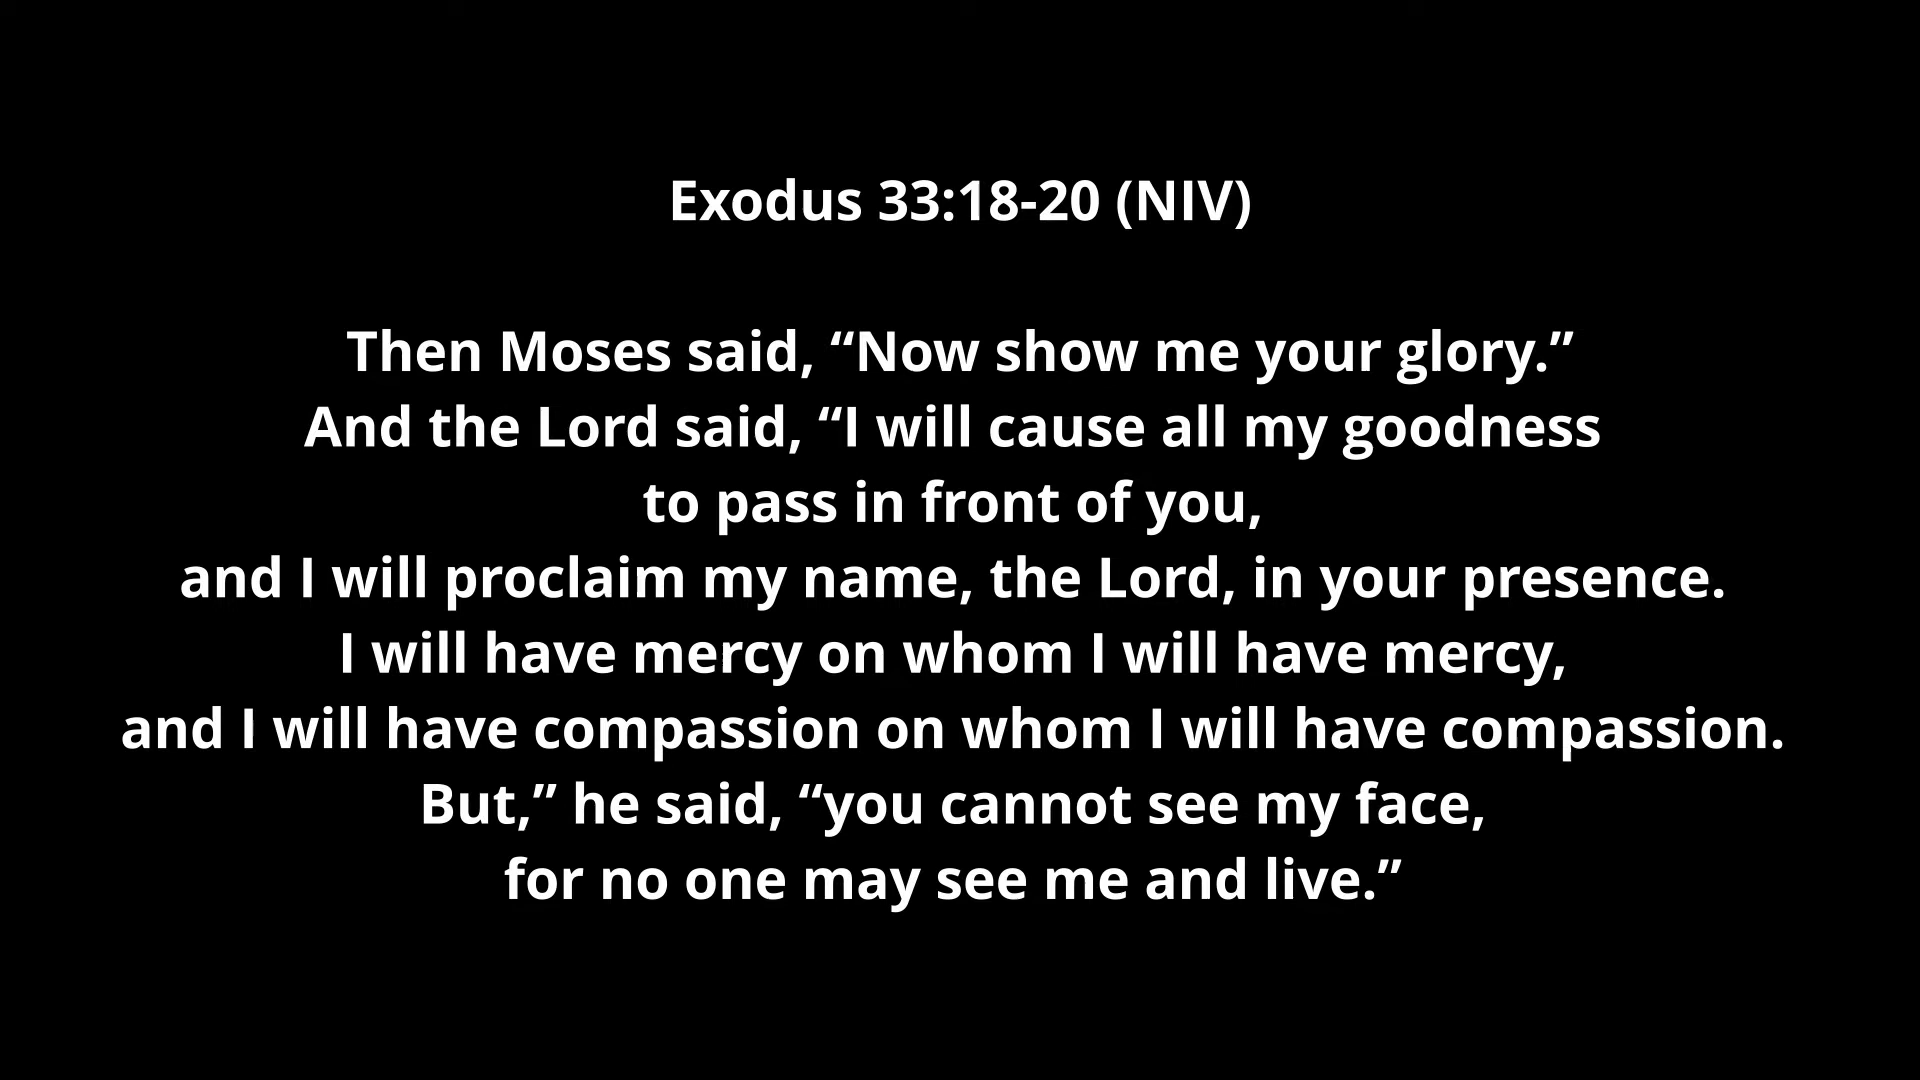 Exodus 33:18-20 (NIV)
Then Moses said, “Now show me your glory.”
And the Lord said, “I will cause all my goodness
to pass in front of you,
and I will proclaim my name, the Lord, in your presence.
I will have mercy on whom I will have mercy,
and I will have compassion on whom I will have compassion.
But,” he said, “you cannot see my face,
for no one may see me and live.”